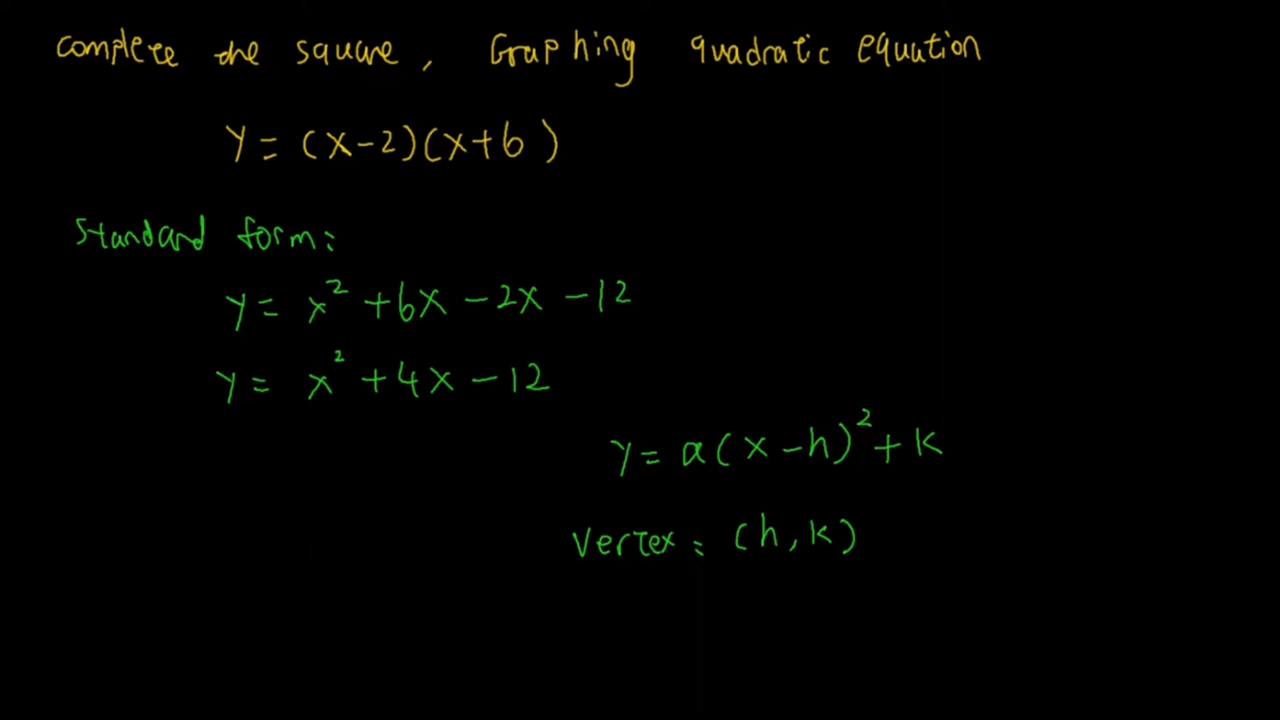 Complete the square, Graphing quadratic equation
y = (x-2)(x+6)
Standard form:
y = x² + 6x - 2x - 12
y = x² + 4x - 12
y = a(x-h)² + k
Vertex: (h, k)